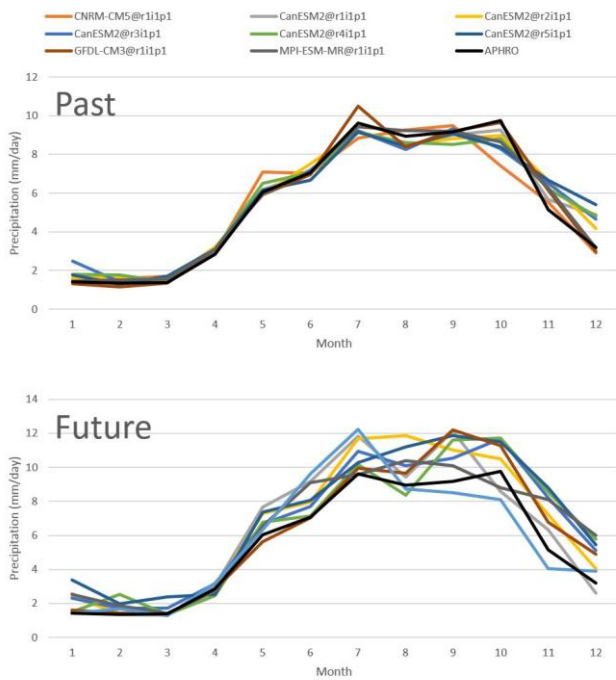 CNRM-CM5@r1i1p1 CanESM2@r1i1p1 CanESM2@r2i1p1
CanESM2@r3i1p1 CanESM2@r4i1p1 CanESM2@r5i1p1
GFDL-CM3@r1i1p1 MPI-ESM-MR@r1i1p1 APHRO
Past
Precipitation (mm/day)
12
10
8
6
4
2
0
1 2 3 4 5 6 7 8 9 10 11 12
Month
Future
Precipitation (mm/day)
14
12
10
8
6
4
2
0
1 2 3 4 5 6 7 8 9 10 11 12
Month